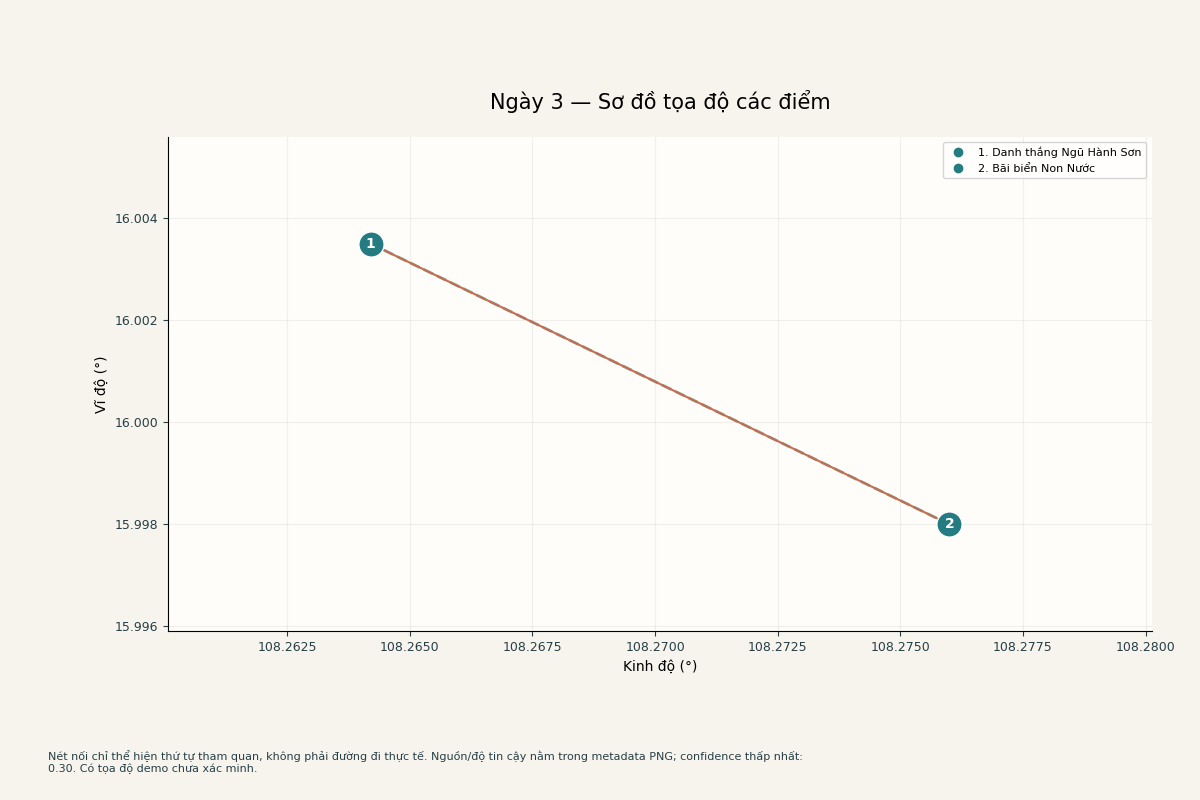 Ngày 3 — Sơ đồ tọa độ các điểm
1. Danh thắng Ngũ Hành Sơn
2. Bãi biển Non Nước
16.004
16.002
16.000
15.998
15.996
Vĩ độ (°)
1
2
108.2625
108.2650
108.2675
108.2700
108.2725
108.2750
108.2775
108.2800
Kinh độ (°)
Nét nối chỉ thể hiện thứ tự tham quan, không phải đường đi thực tế. Nguồn/độ tin cậy nằm trong metadata PNG; confidence thấp nhất:
0.30. Có tọa độ demo chưa xác minh.